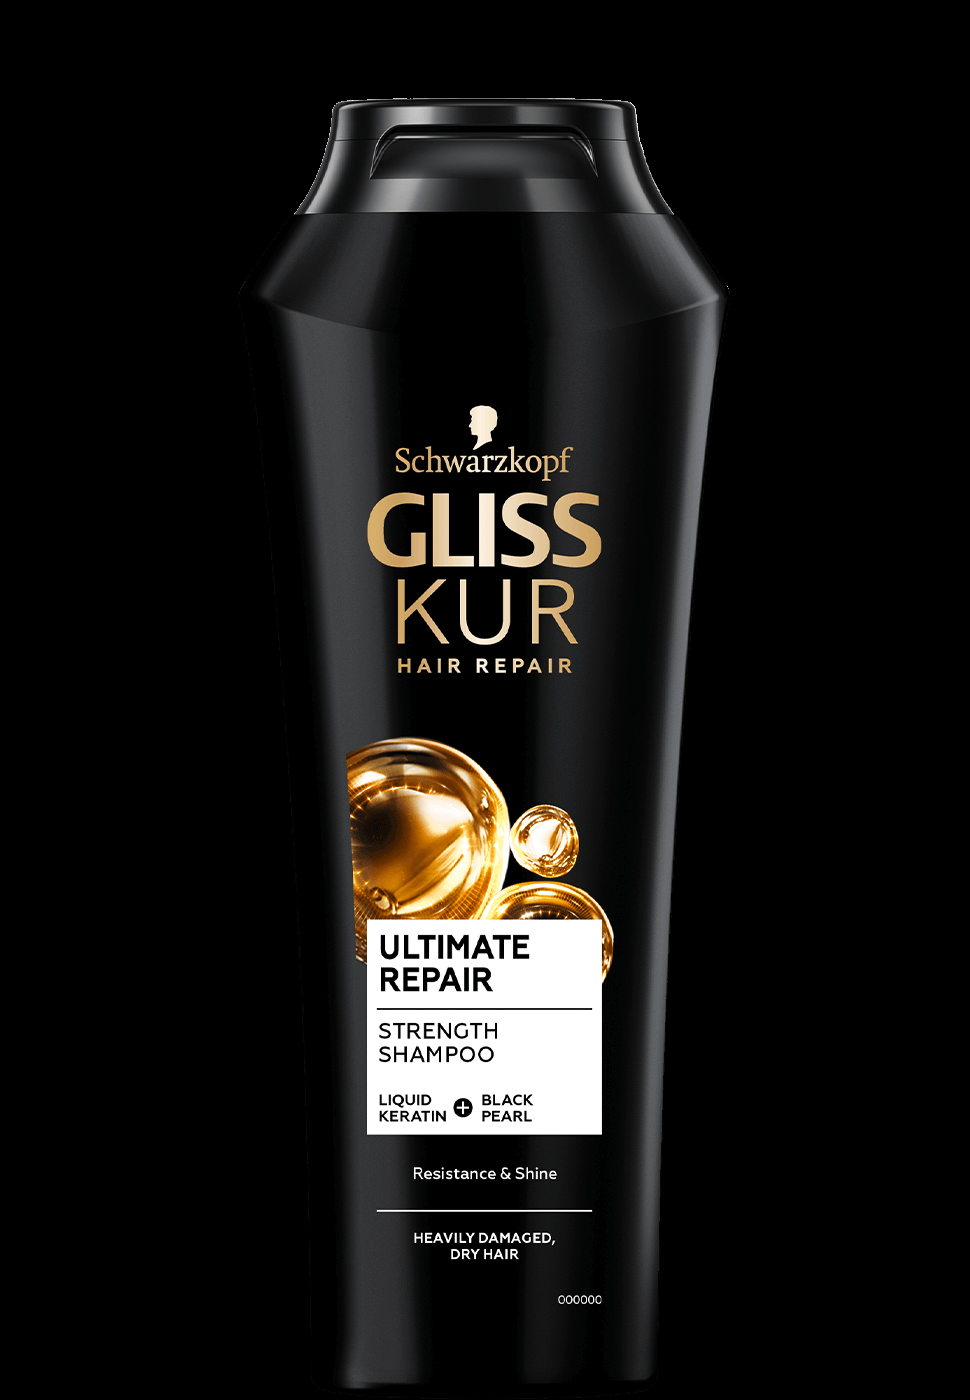 Schwarzkopf
GLISS
KUR
HAIR REPAIR
ULTIMATE
REPAIR
STRENGTH
SHAMPOO
LIQUID
KERATIN + BLACK
PEARL
Resistance & Shine
HEAVILY DAMAGED,
DRY HAIR
000000